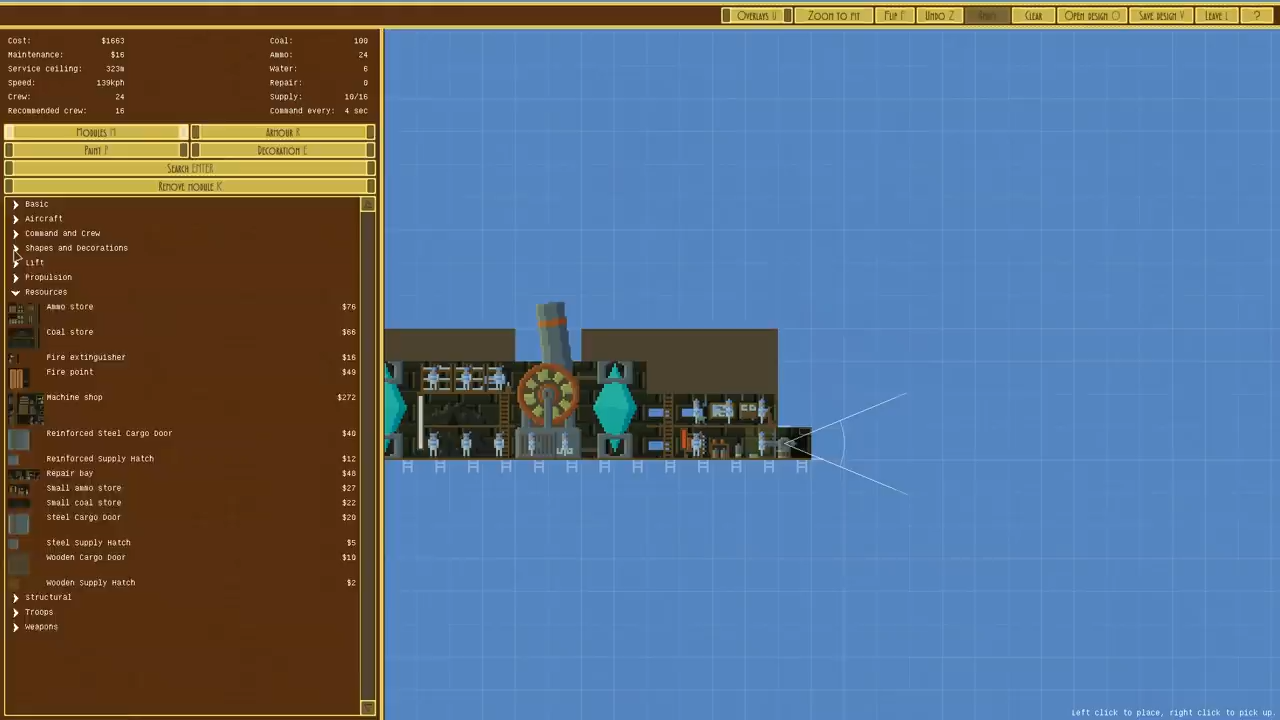 OVERLAYS U ZOOM TO FIT FLIP F UNDO Z CLEAR OPEN DESIGN O SAVE DESIGN V LEAVE L ?
Cost: $1663 Coal: 100
Maintenance: $16 Ammo: 24
Service ceiling: 323m Water: 6
Speed: 139kph Repair: 0
Crew: 24 Supply: 10/16
Recommended crew: 16 Command every: 4 sec
MODULES M ARMOUR R
PAINT P DECORATION C
SEARCH ENTER
REMOVE MODULE K
Basic
Aircraft
Command and Crew
Shapes and Decorations
Lift
Propulsion
Resources
Ammo store $76
Coal store $66
Fire extinguisher $16
Fire point $49
Machine shop $272
Reinforced Steel Cargo Door $40
Reinforced Supply Hatch $12
Repair bay $48
Small ammo store $27
Small coal store $22
Steel Cargo Door $20
Steel Supply Hatch $5
Wooden Cargo Door $10
Wooden Supply Hatch $2
Structural
Troops
Weapons
Left click to place, right click to pick up.